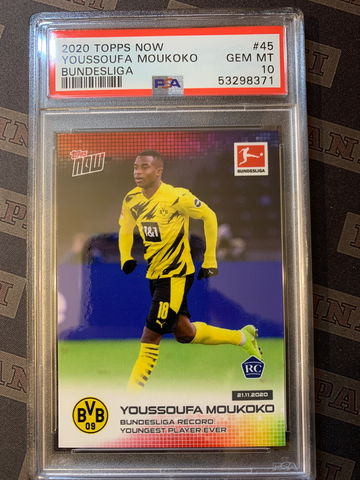 2020 TOPPS NOW #45
YOUSSOUFA MOUKOKO GEM MT
BUNDESLIGA 10
PSA 53298371
topps
NOW
BUNDESLIGA
1&1
18
RC
21.11.2020
BVB
09
YOUSSOUFA MOUKOKO
BUNDESLIGA RECORD:
YOUNGEST PLAYER EVER
PANINI